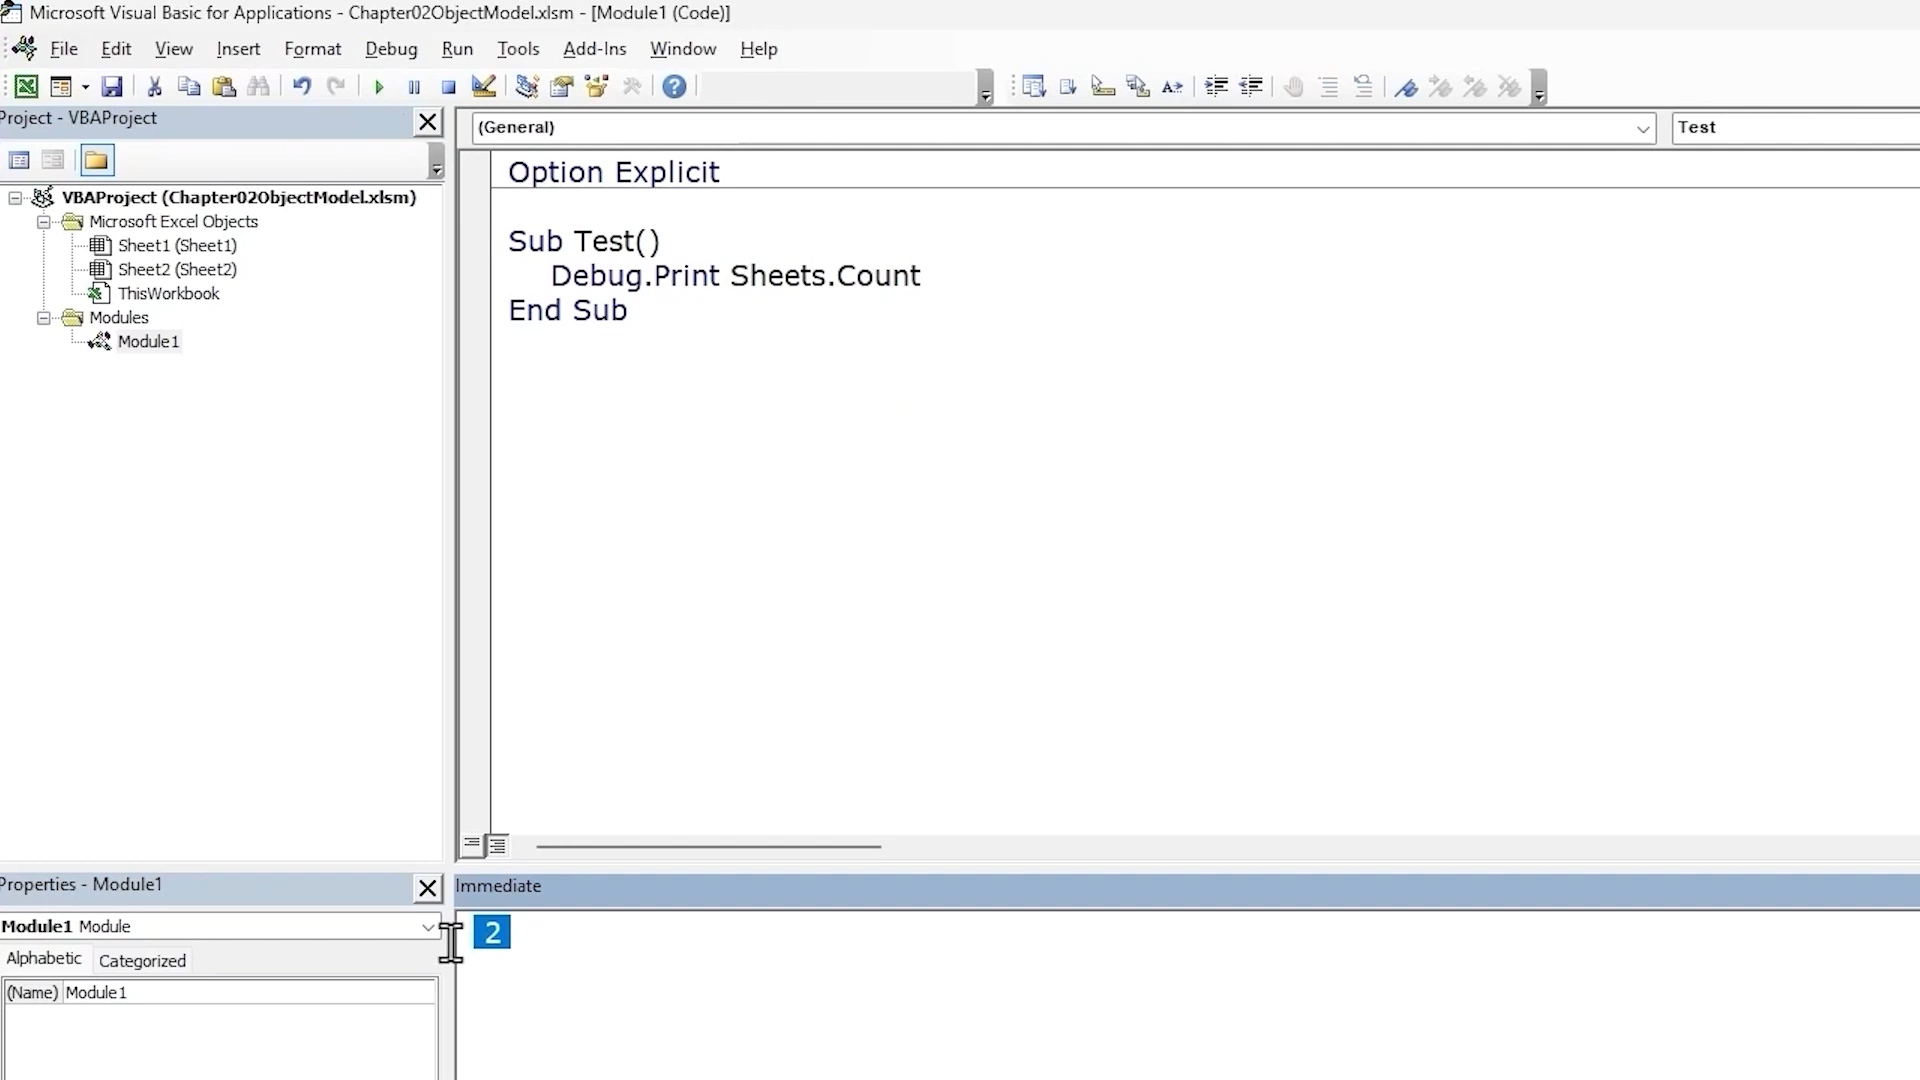 Microsoft Visual Basic for Applications - Chapter02ObjectModel.xlsm - [Module1 (Code)]
File Edit View Insert Format Debug Run Tools Add-Ins Window Help
Project - VBAProject
(General)
Test
VBAProject (Chapter02ObjectModel.xlsm)
Microsoft Excel Objects
Sheet1 (Sheet1)
Sheet2 (Sheet2)
ThisWorkbook
Modules
Module1
Option Explicit
Sub Test()
Debug.Print Sheets.Count
End Sub
Properties - Module1
Module1 Module
Alphabetic Categorized
(Name) Module1
Immediate
2